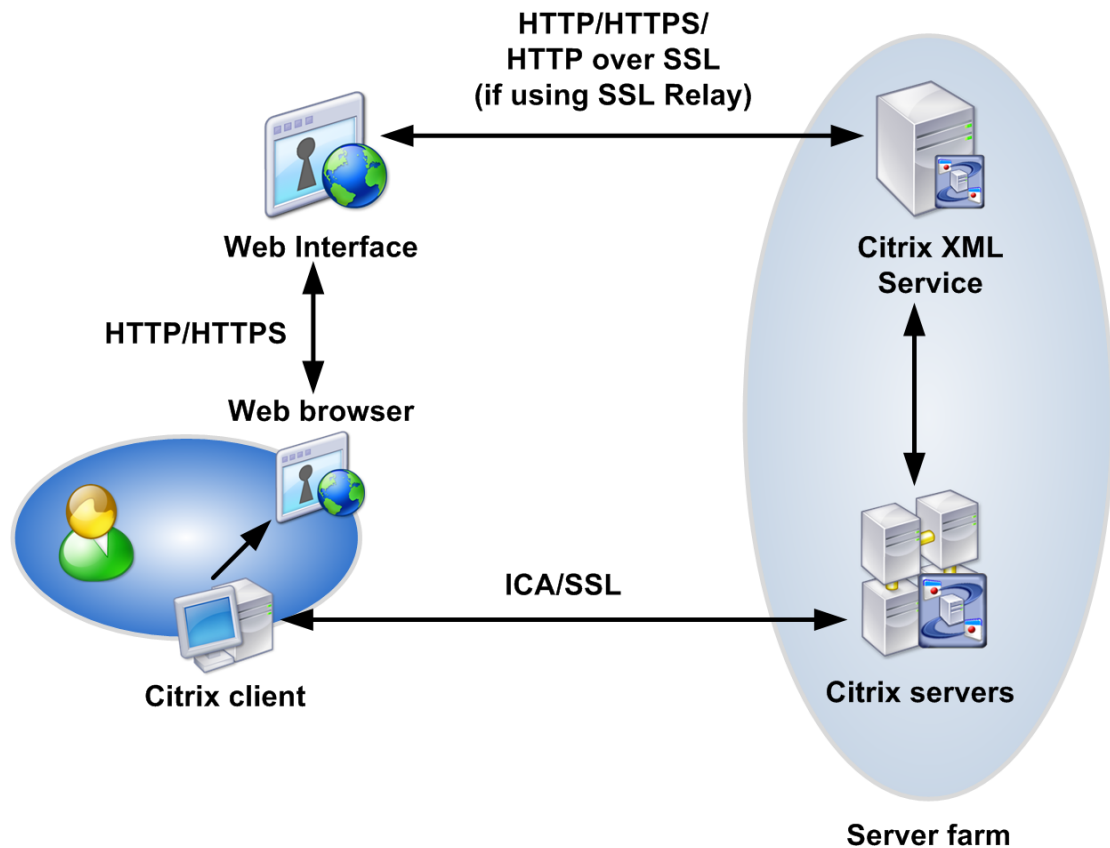 HTTP/HTTPS/
HTTP over SSL
(if using SSL Relay)
Web Interface
Citrix XML
Service
HTTP/HTTPS
Web browser
ICA/SSL
Citrix client
Citrix servers
Server farm